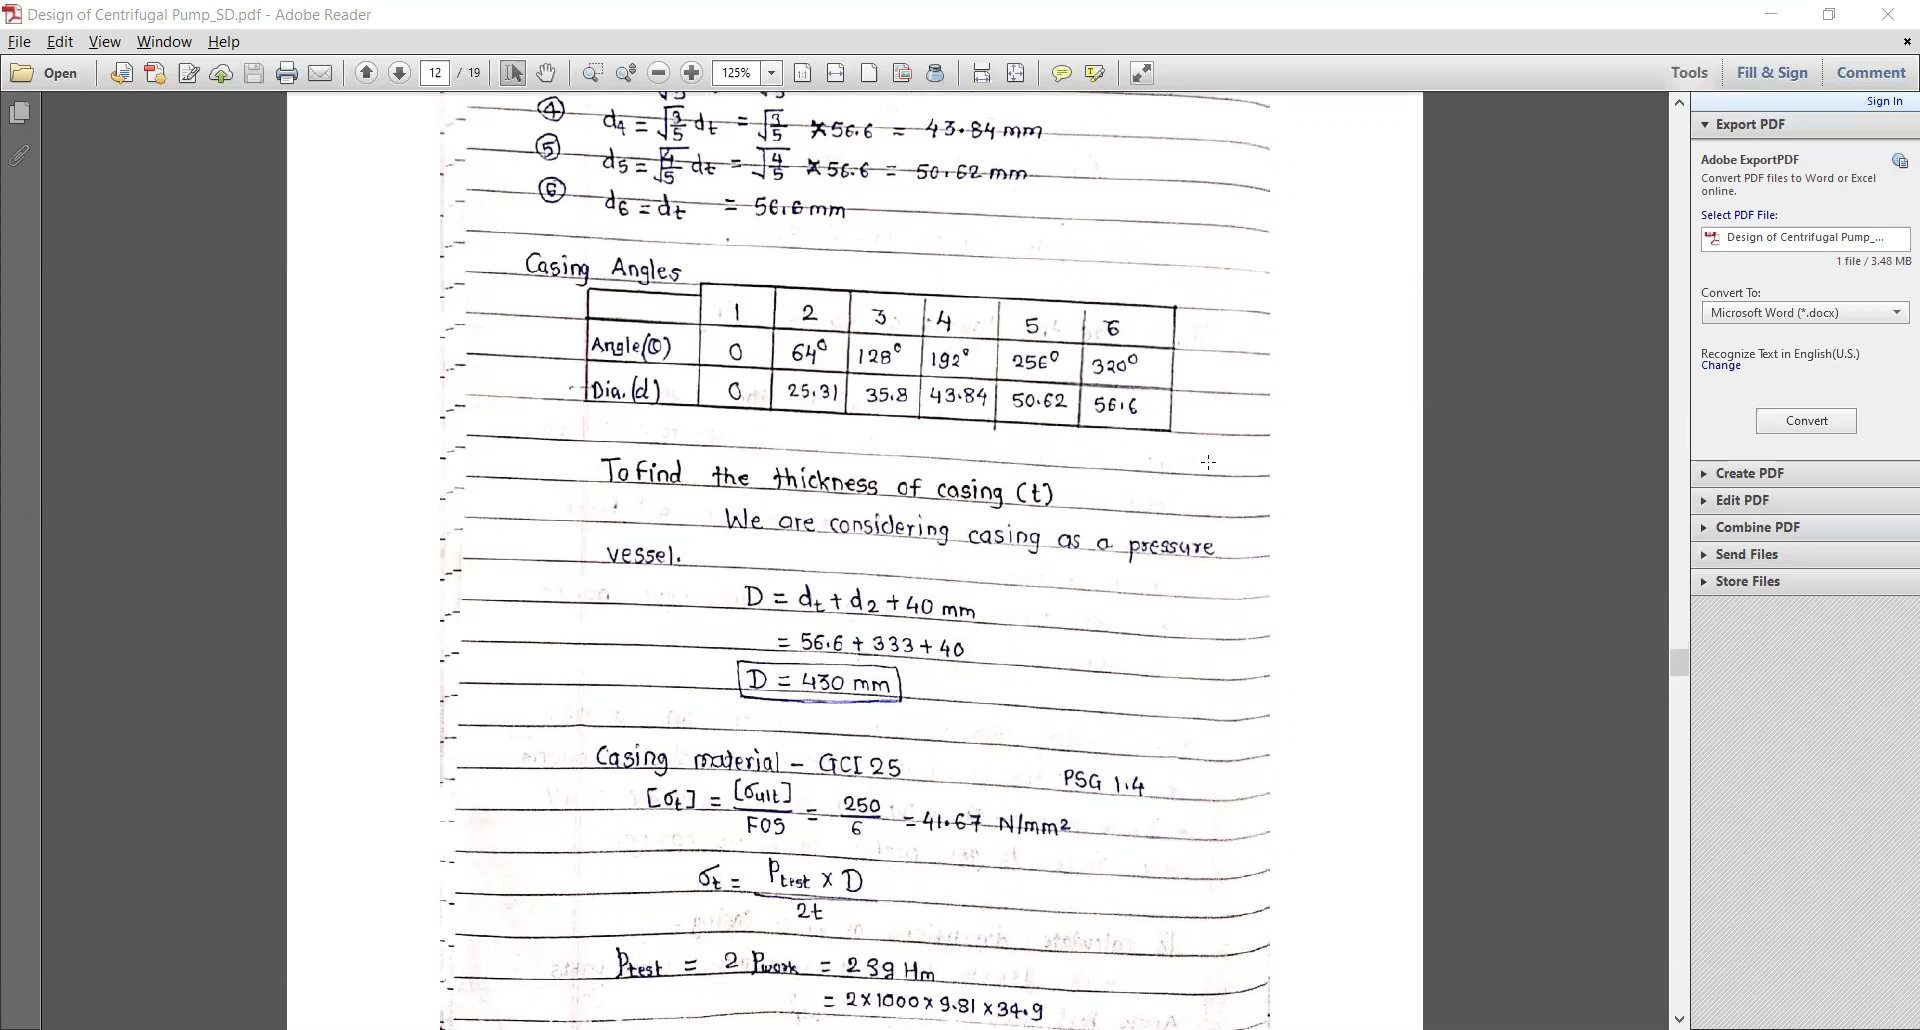 Design of Centrifugal Pump_SD.pdf - Adobe Reader
File Edit View Window Help
Open 12 / 19 125% Tools Fill & Sign Comment
Sign In
Export PDF
Adobe ExportPDF
Convert PDF files to Word or Excel
online.
Select PDF File:
Design of Centrifugal Pump_...
1 file / 3.48 MB
Convert To:
Microsoft Word (*.docx)
Recognize Text in English(U.S.)
Change
Convert
Create PDF
Edit PDF
Combine PDF
Send Files
Store Files
④ d4 = √3/5 dt = √3/5 × 56.6 = 43.84 mm
⑤ d5 = √4/5 dt = √4/5 × 56.6 = 50.62 mm
⑥ d6 = dt = 56.6 mm
Casing Angles
1 2 3 4 5 6
Angle(θ) 0 64° 128° 192° 256° 320°
Dia.(d) 0 25.31 35.8 43.84 50.62 56.6
To find the thickness of casing (t)
We are considering casing as a pressure
vessel.
D = dt + d2 + 40 mm
= 56.6 + 333 + 40
D = 430 mm
Casing material - GCI 25 PSG 1.4
[σt] = [σult]/FOS = 250/6 = 41.67 N/mm²
σt = Ptest × D / 2t
Ptest = 2 Pwork = 2 ρg Hm
= 2 × 1000 × 9.81 × 34.9